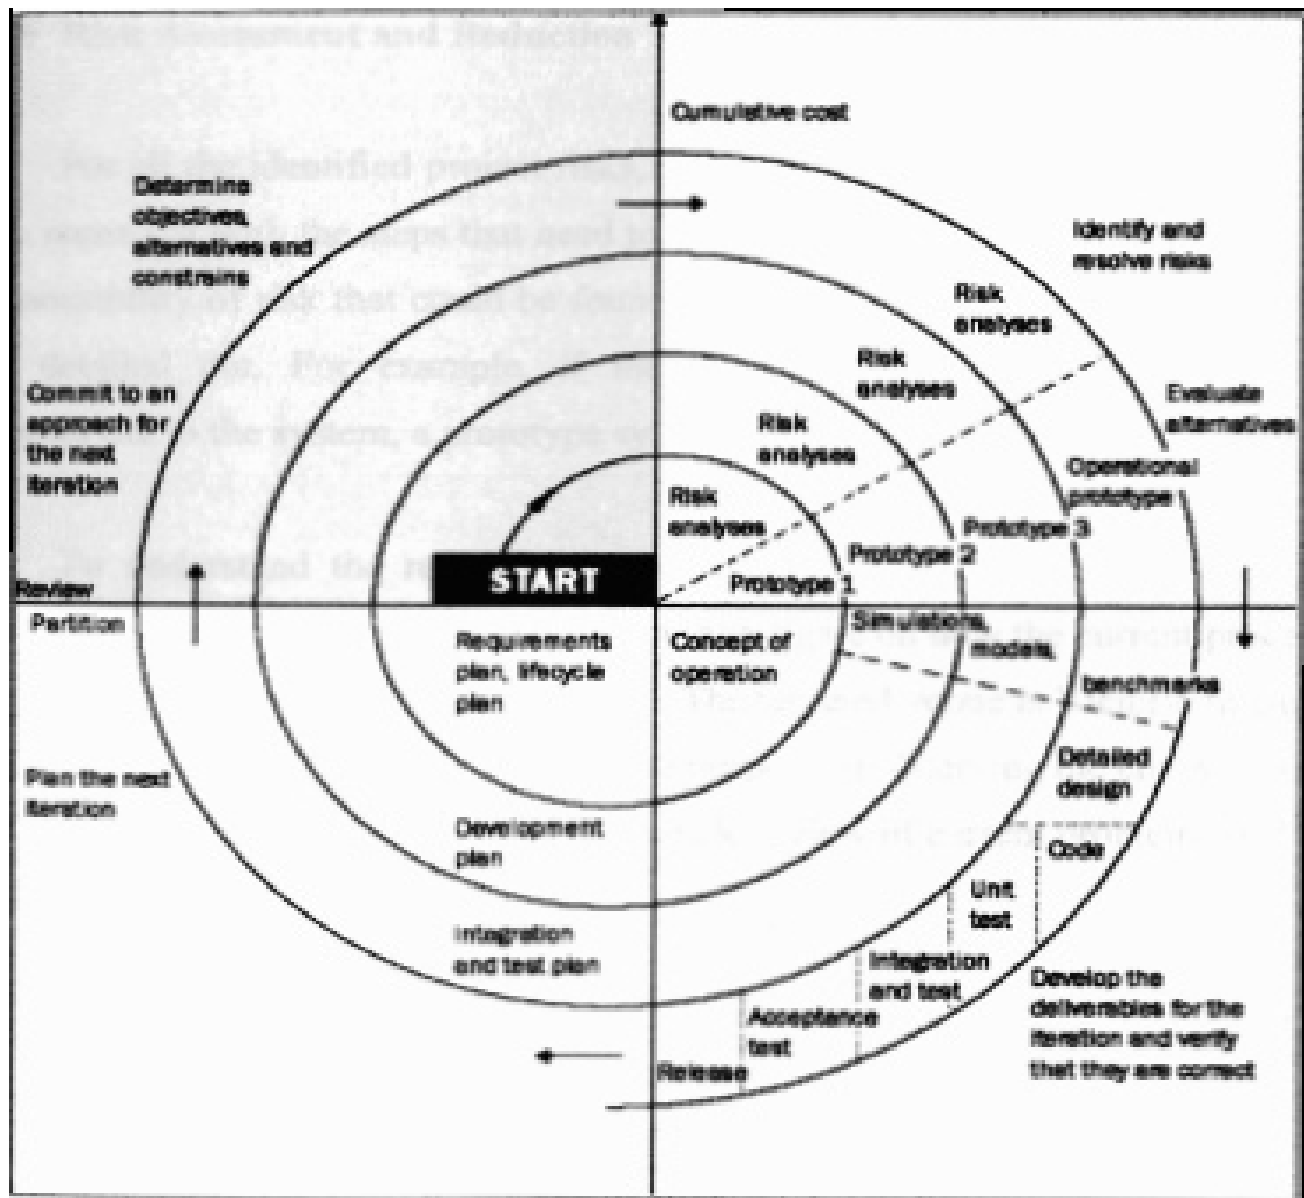 Risk Assessment and Reduction
Cumulative cost
Determine
objectives,
alternatives and
constrains
Identify and
resolve risks
Risk
analyses
Risk
analyses
Risk
analyses
Risk
analyses
Commit to an
approach for
the next
iteration
Evaluate
alternatives
Operational
prototype
Prototype 3
Prototype 2
Prototype 1
START
Review
Partition
Requirements
plan, lifecycle
plan
Concept of
operation
Simulations,
models,
benchmarks
Plan the next
iteration
Detailed
design
Development
plan
Code
Unit
test
Integration
and test plan
Integration
and test
Acceptance
test
Release
Develop the
deliverables for the
iteration and verify
that they are correct